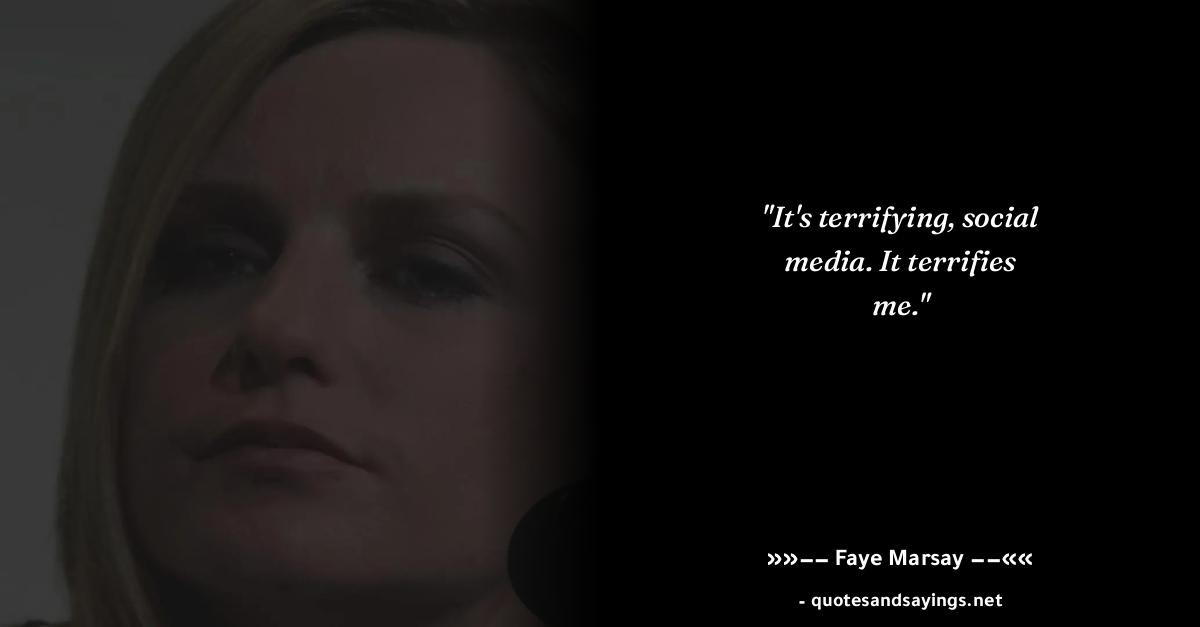 "It's terrifying, social
media. It terrifies
me."
»»–– Faye Marsay ––««
- quotesandsayings.net